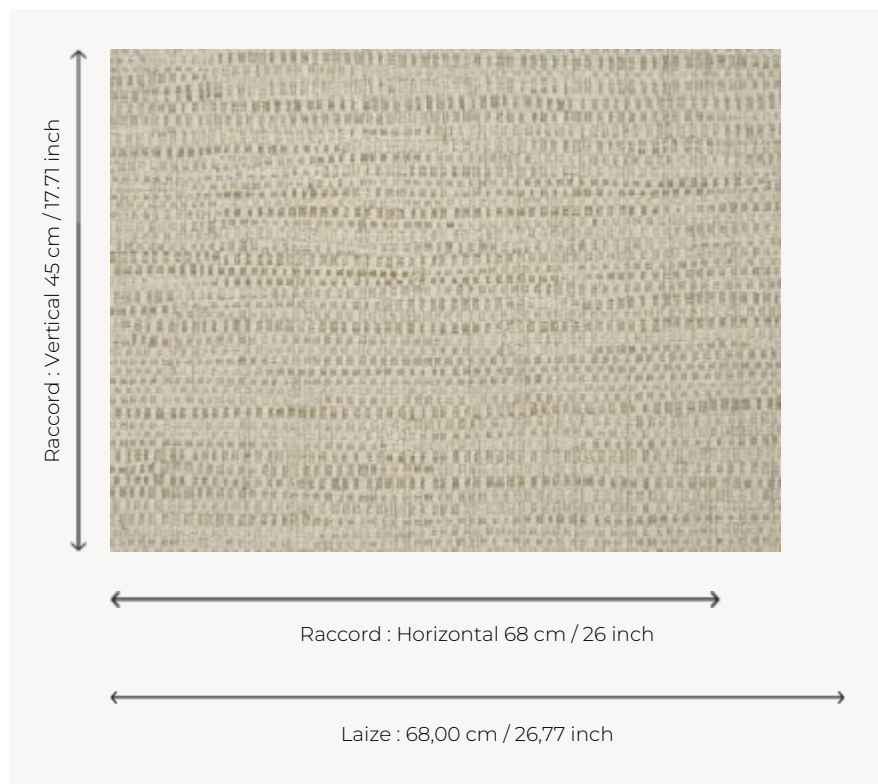 Raccord : Vertical 45 cm / 17.71 inch
Raccord : Horizontal 68 cm / 26 inch
Laize : 68,00 cm / 26,77 inch